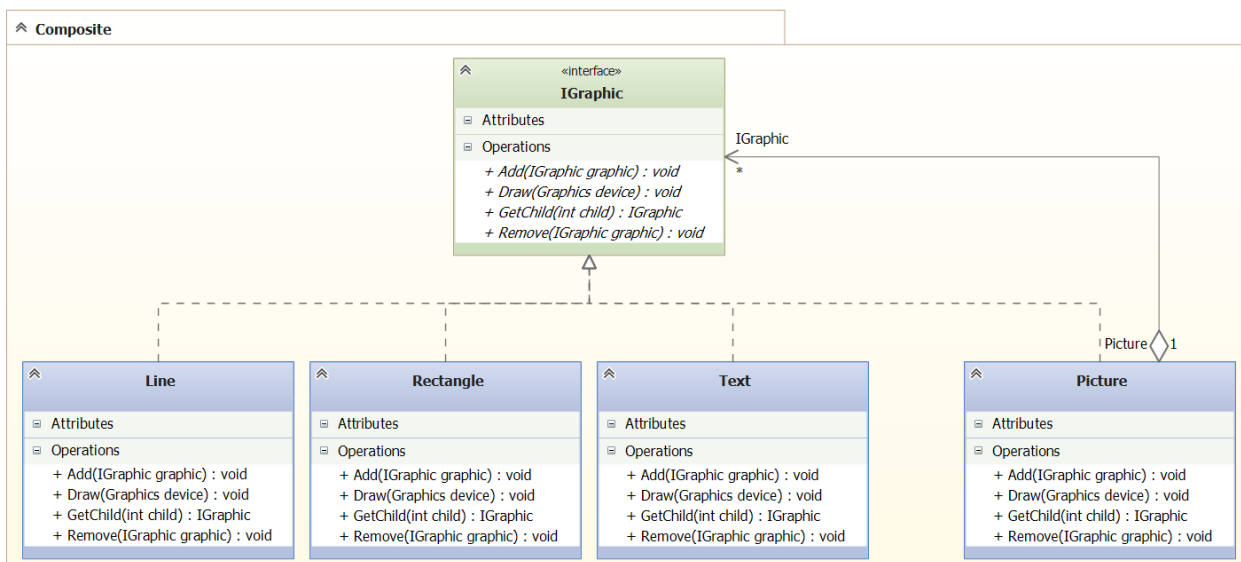 Composite
«interface»
IGraphic
Attributes
Operations
+ Add(IGraphic graphic) : void
+ Draw(Graphics device) : void
+ GetChild(int child) : IGraphic
+ Remove(IGraphic graphic) : void
IGraphic
*
Picture
1
Line
Attributes
Operations
+ Add(IGraphic graphic) : void
+ Draw(Graphics device) : void
+ GetChild(int child) : IGraphic
+ Remove(IGraphic graphic) : void
Rectangle
Attributes
Operations
+ Add(IGraphic graphic) : void
+ Draw(Graphics device) : void
+ GetChild(int child) : IGraphic
+ Remove(IGraphic graphic) : void
Text
Attributes
Operations
+ Add(IGraphic graphic) : void
+ Draw(Graphics device) : void
+ GetChild(int child) : IGraphic
+ Remove(IGraphic graphic) : void
Picture
Attributes
Operations
+ Add(IGraphic graphic) : void
+ Draw(Graphics device) : void
+ GetChild(int child) : IGraphic
+ Remove(IGraphic graphic) : void